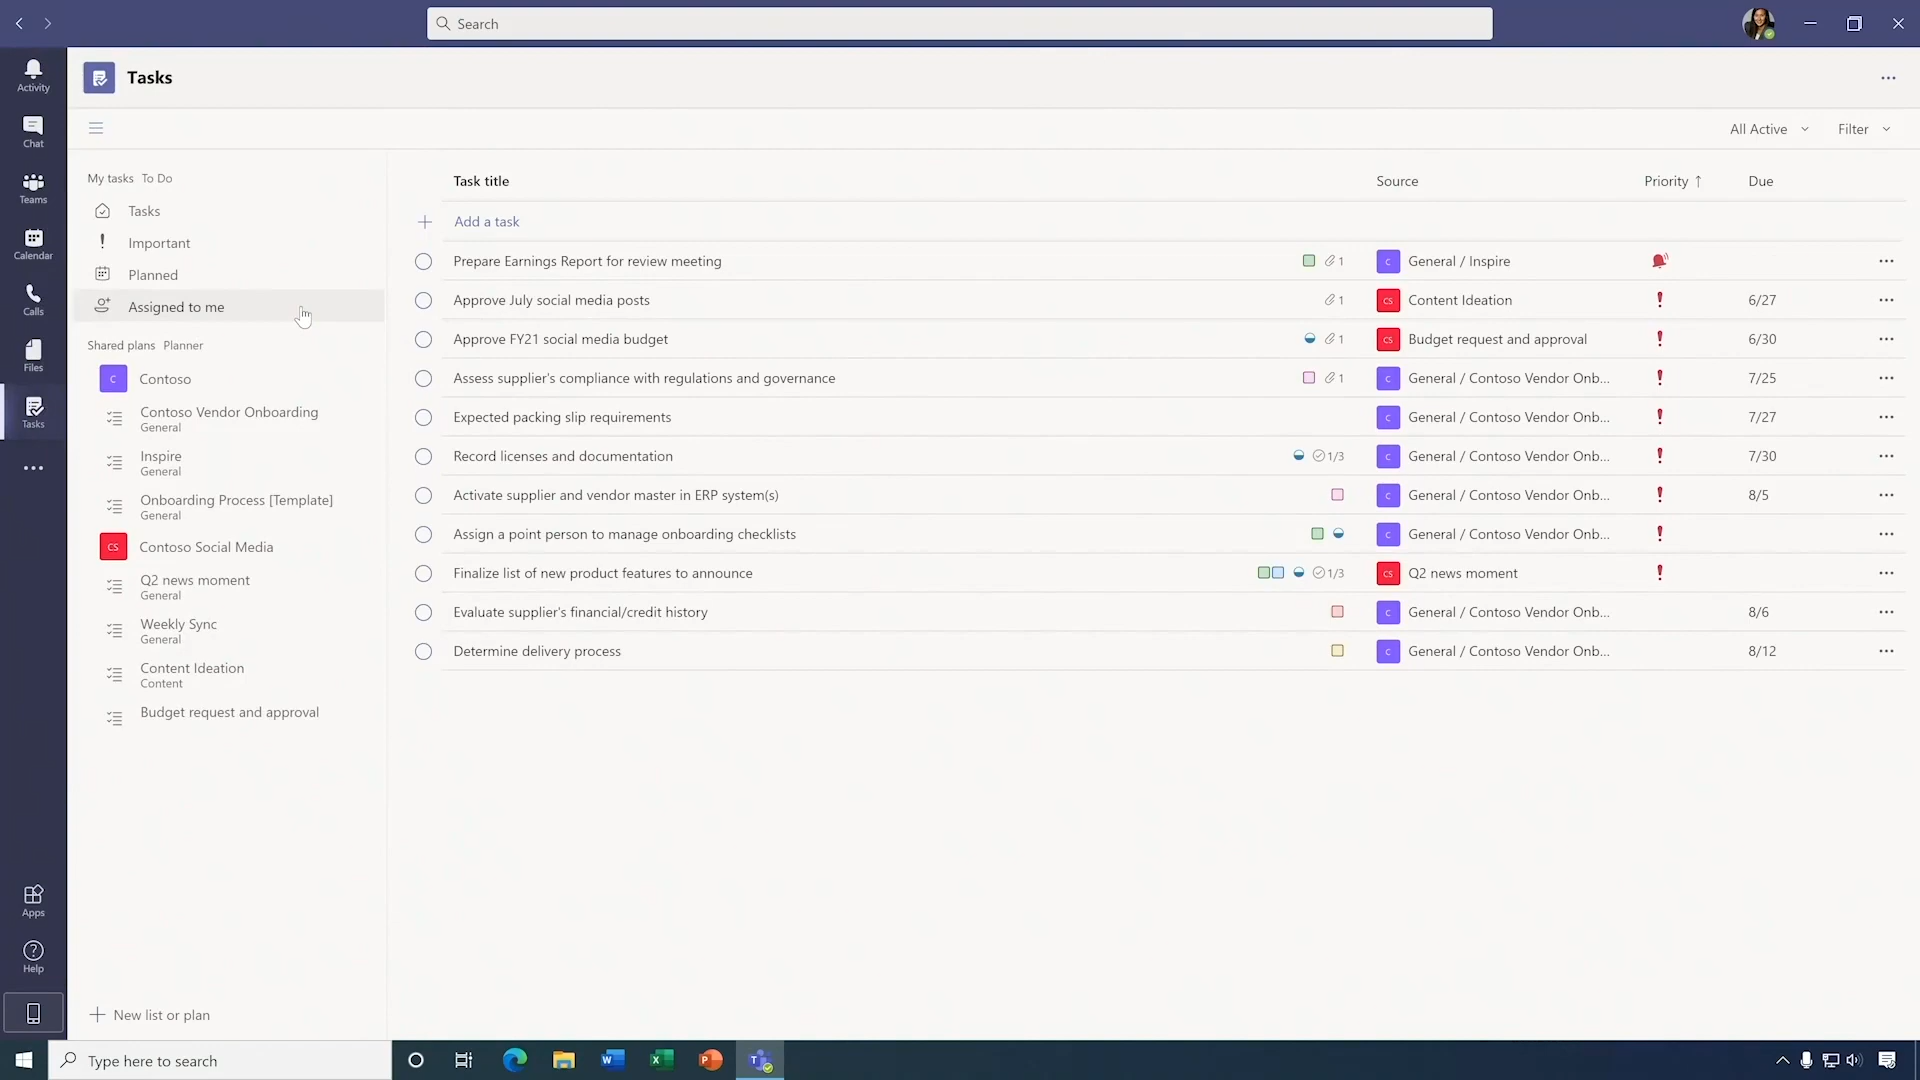 Search
Activity
Chat
Teams
Calendar
Calls
Files
Tasks
Apps
Help
Tasks
All Active
Filter
My tasks To Do
Tasks
Important
Planned
Assigned to me
Shared plans Planner
C Contoso
Contoso Vendor Onboarding
General
Inspire
General
Onboarding Process [Template]
General
CS Contoso Social Media
Q2 news moment
General
Weekly Sync
General
Content Ideation
Content
Budget request and approval
New list or plan
Task title Source Priority ↑ Due
Add a task
Prepare Earnings Report for review meeting 1 C General / Inspire
Approve July social media posts 1 CS Content Ideation ! 6/27
Approve FY21 social media budget 1 CS Budget request and approval ! 6/30
Assess supplier's compliance with regulations and governance 1 C General / Contoso Vendor Onb... ! 7/25
Expected packing slip requirements C General / Contoso Vendor Onb... ! 7/27
Record licenses and documentation 1/3 C General / Contoso Vendor Onb... ! 7/30
Activate supplier and vendor master in ERP system(s) C General / Contoso Vendor Onb... ! 8/5
Assign a point person to manage onboarding checklists C General / Contoso Vendor Onb... !
Finalize list of new product features to announce 1/3 CS Q2 news moment !
Evaluate supplier's financial/credit history C General / Contoso Vendor Onb... 8/6
Determine delivery process C General / Contoso Vendor Onb... 8/12
Type here to search